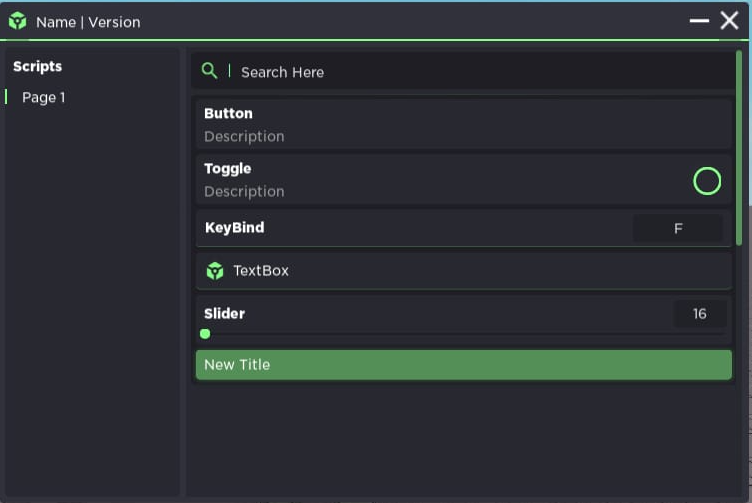 Name | Version
Scripts
Page 1
Search Here
Button
Description
Toggle
Description
KeyBind
F
TextBox
Slider
16
New Title